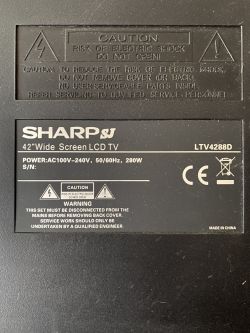 CAUTION
RISK OF ELECTRIC SHOCK
DO NOT OPEN!
CAUTION: TO REDUCE THE RISK OF ELECTRIC SHOCK,
DO NOT REMOVE COVER (OR BACK).
NO USER-SERVICEABLE PARTS INSIDE
REFER SERVICING TO QUALIFIED SERVICE PERSONNEL
SHARPSJ
42"Wide Screen LCD TV
LTV4288D
POWER:AC100V~240V, 50/60Hz, 280W
S/N:
CAUTION
WARNING
THIS SET MUST BE DISCONNECTED FROM THE
MAINS BEFORE REMOVING BACK COVER.
SERVICE WORK SHOULD ONLY BE
UNDERTAKEN BY A QUALIFIED ENGINEER.
CE
MADE IN CHINA